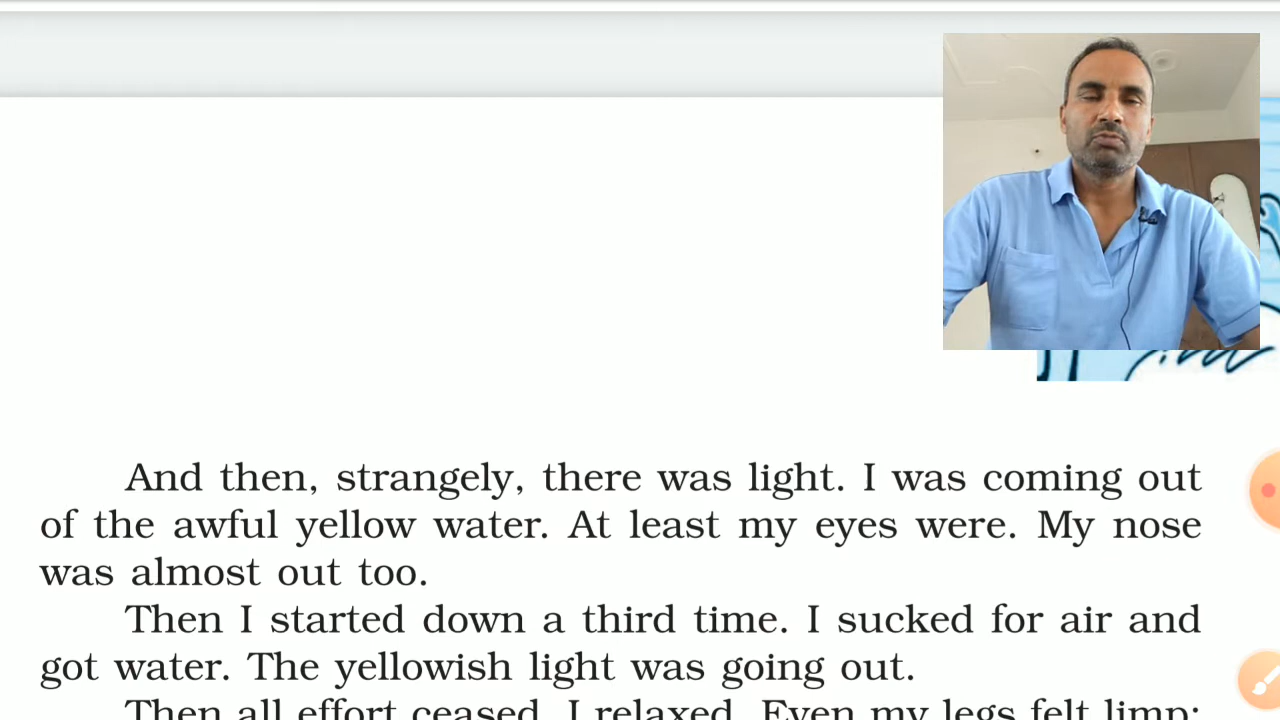 And then, strangely, there was light. I was coming out
of the awful yellow water. At least my eyes were. My nose
was almost out too.
Then I started down a third time. I sucked for air and
got water. The yellowish light was going out.
Then all effort ceased. I relaxed. Even my legs felt limp;